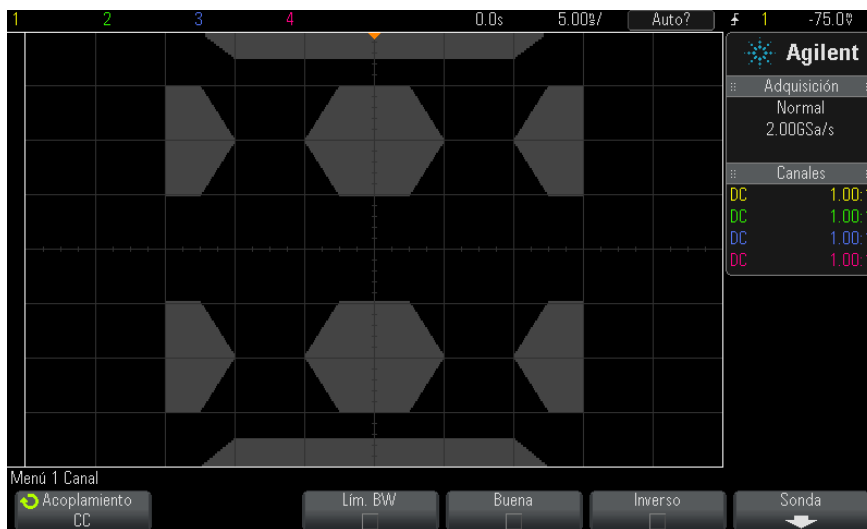 1 2 3 4 0.0s 5.00s/ Auto? 1 -75.0V
Agilent
Adquisición
Normal
2.00GSa/s
Canales
DC 1.00:
DC 1.00:
DC 1.00:
DC 1.00:
Menú 1 Canal
Acoplamiento
CC
Lím. BW
Buena
Inverso
Sonda